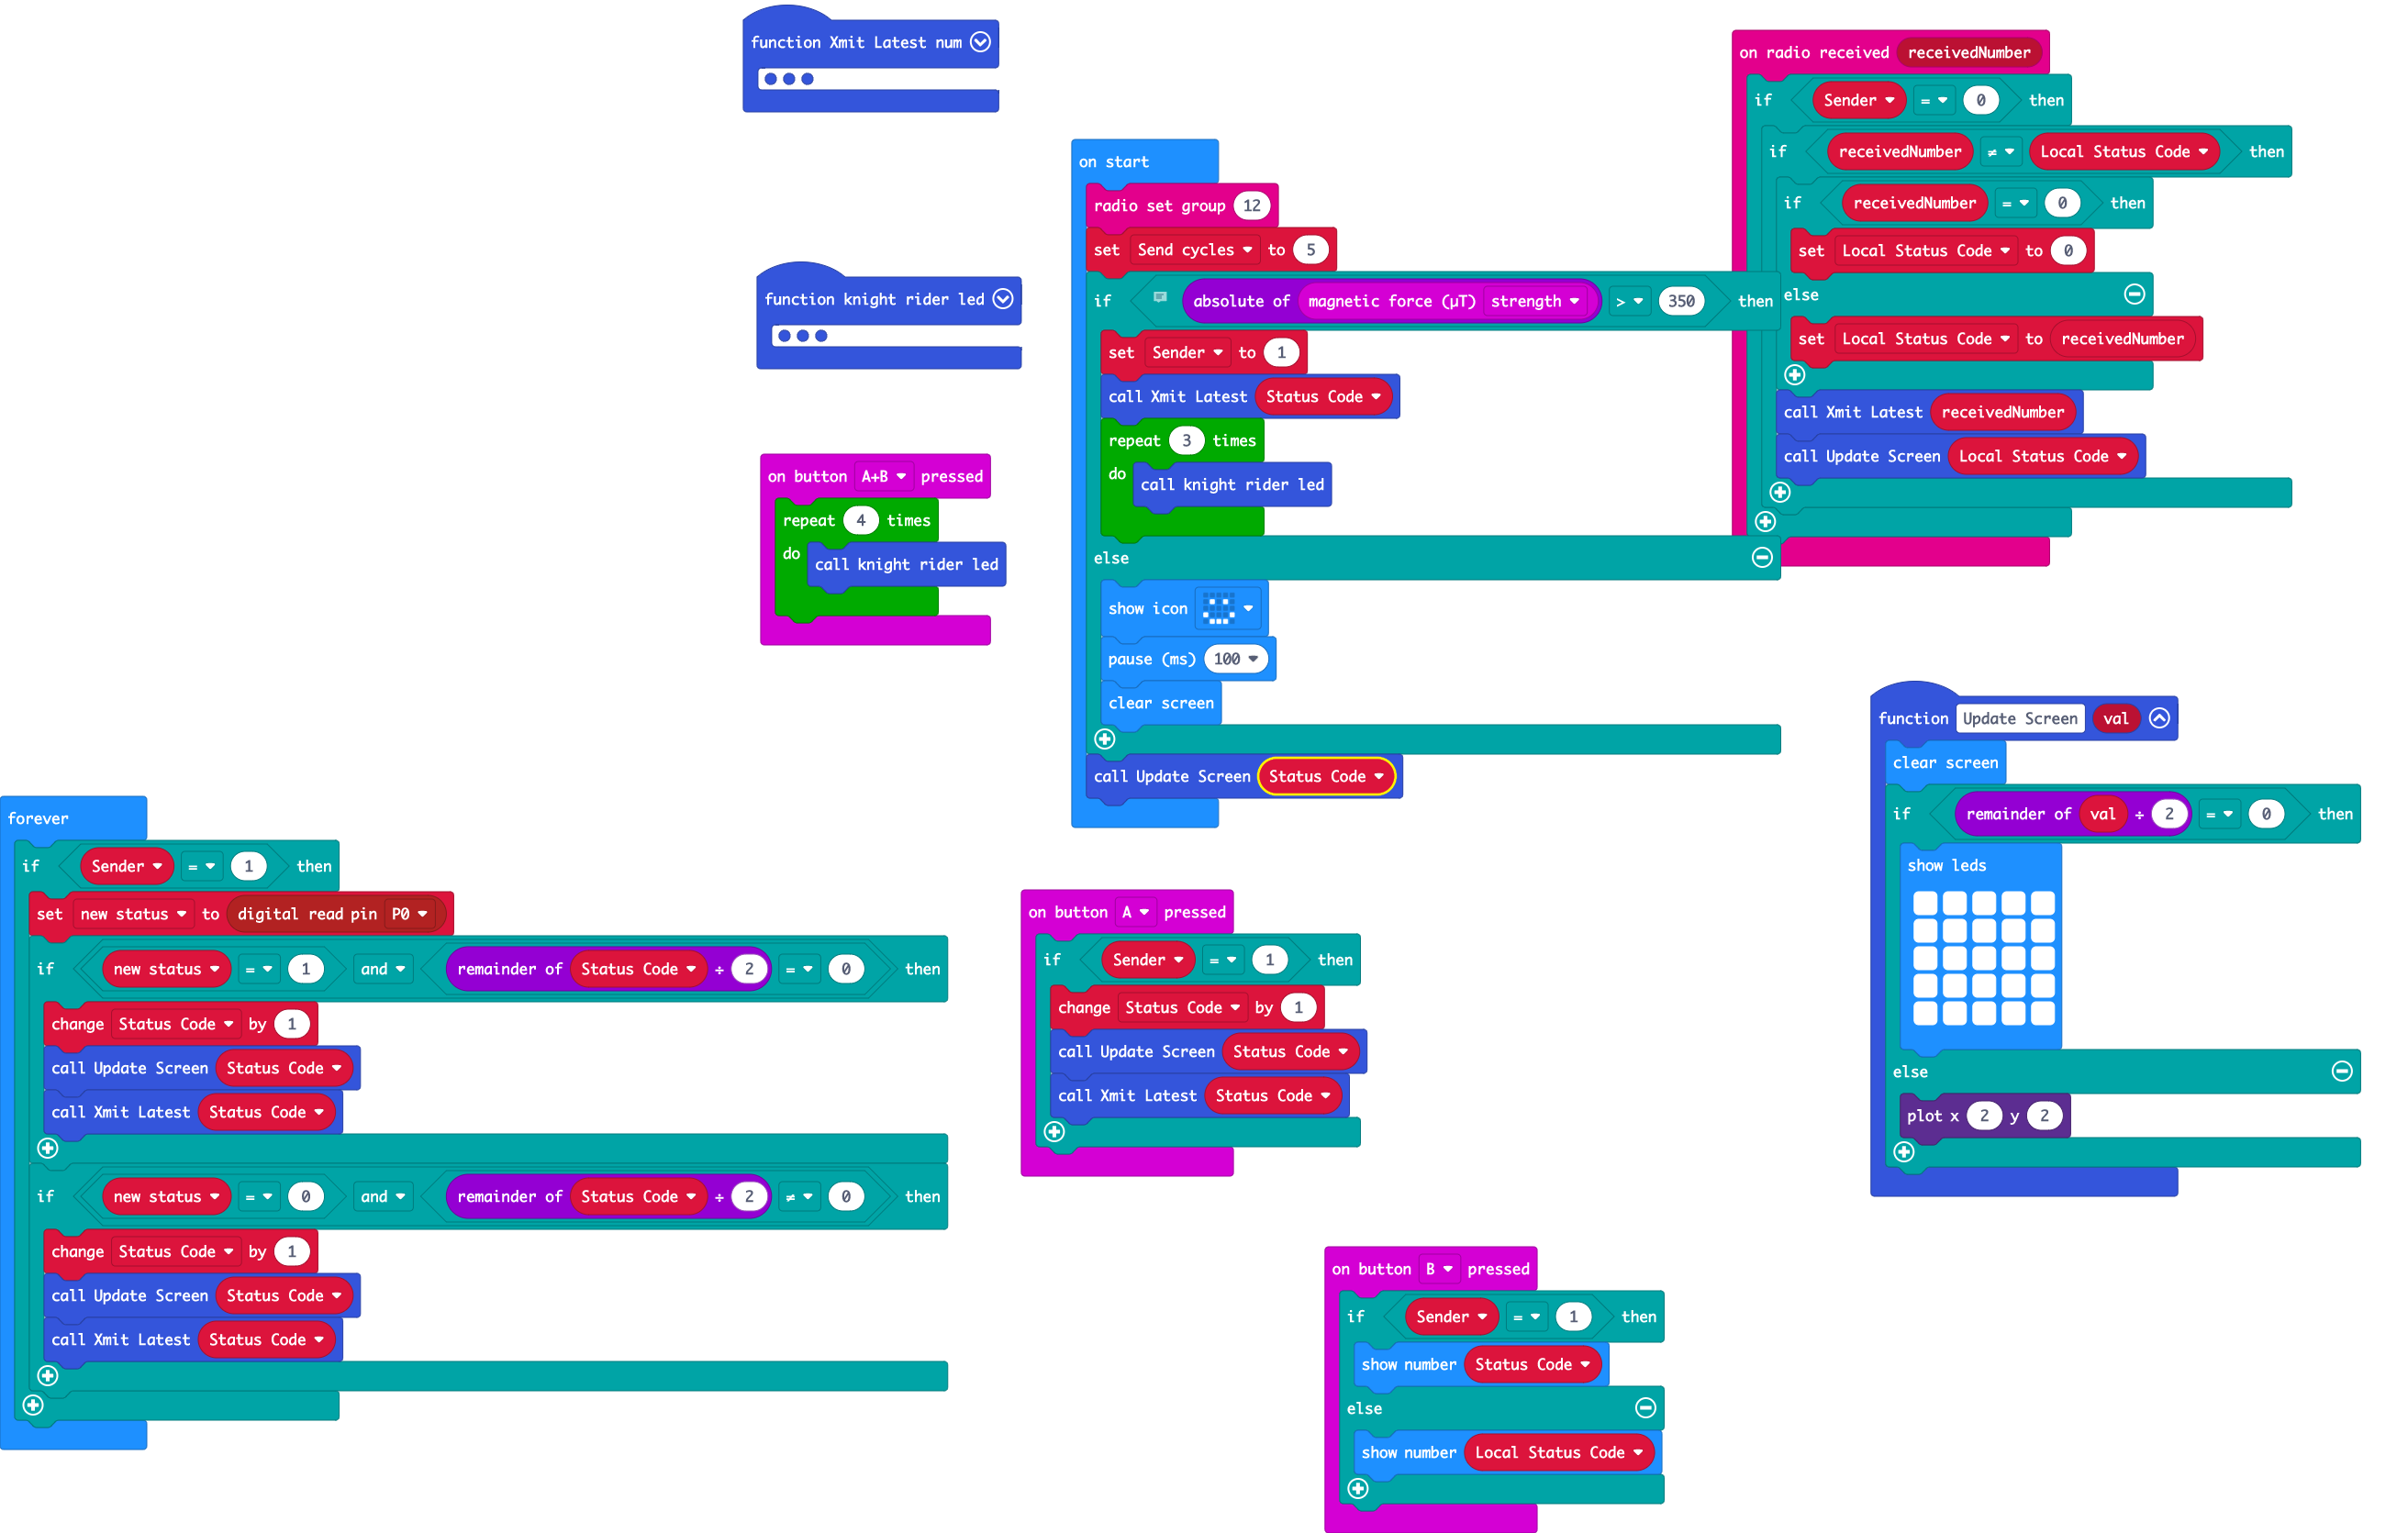 function Xmit Latest num
function knight rider led
on button A+B pressed
repeat 4 times
do
call knight rider led
on start
radio set group 12
set Send cycles to 5
if absolute of magnetic force (µT) strength > 350 then
set Sender to 1
call Xmit Latest Status Code
repeat 3 times
do
call knight rider led
else
show icon
pause (ms) 100
clear screen
call Update Screen Status Code
on radio received receivedNumber
if Sender = 0 then
if receivedNumber ≠ Local Status Code then
if receivedNumber = 0 then
set Local Status Code to 0
else
set Local Status Code to receivedNumber
call Xmit Latest receivedNumber
call Update Screen Local Status Code
function Update Screen val
clear screen
if remainder of val ÷ 2 = 0 then
show leds
else
plot x 2 y 2
forever
if Sender = 1 then
set new status to digital read pin P0
if new status = 1 and remainder of Status Code ÷ 2 = 0 then
change Status Code by 1
call Update Screen Status Code
call Xmit Latest Status Code
if new status = 0 and remainder of Status Code ÷ 2 ≠ 0 then
change Status Code by 1
call Update Screen Status Code
call Xmit Latest Status Code
on button A pressed
if Sender = 1 then
change Status Code by 1
call Update Screen Status Code
call Xmit Latest Status Code
on button B pressed
if Sender = 1 then
show number Status Code
else
show number Local Status Code